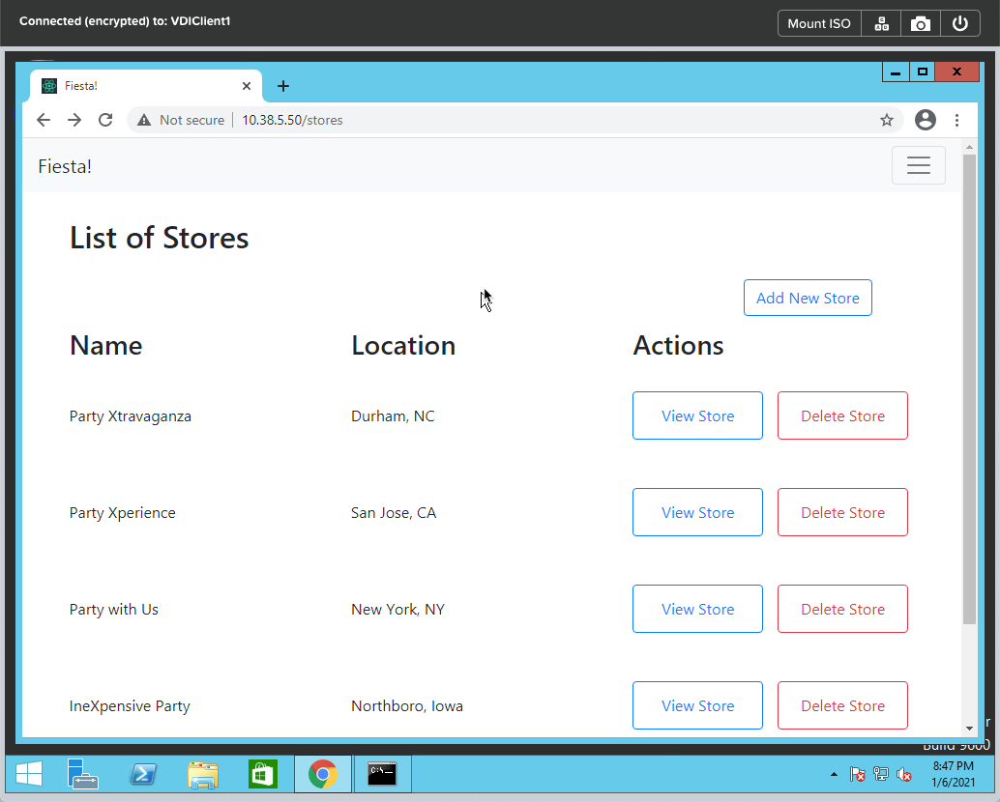 Connected (encrypted) to: VDIClient1
Mount ISO
Fiesta!
Not secure
10.38.5.50/stores
Fiesta!
List of Stores
Add New Store
Name Location Actions
Party Xtravaganza Durham, NC View Store Delete Store
Party Xperience San Jose, CA View Store Delete Store
Party with Us New York, NY View Store Delete Store
IneXpensive Party Northboro, Iowa View Store Delete Store
8:47 PM
1/6/2021